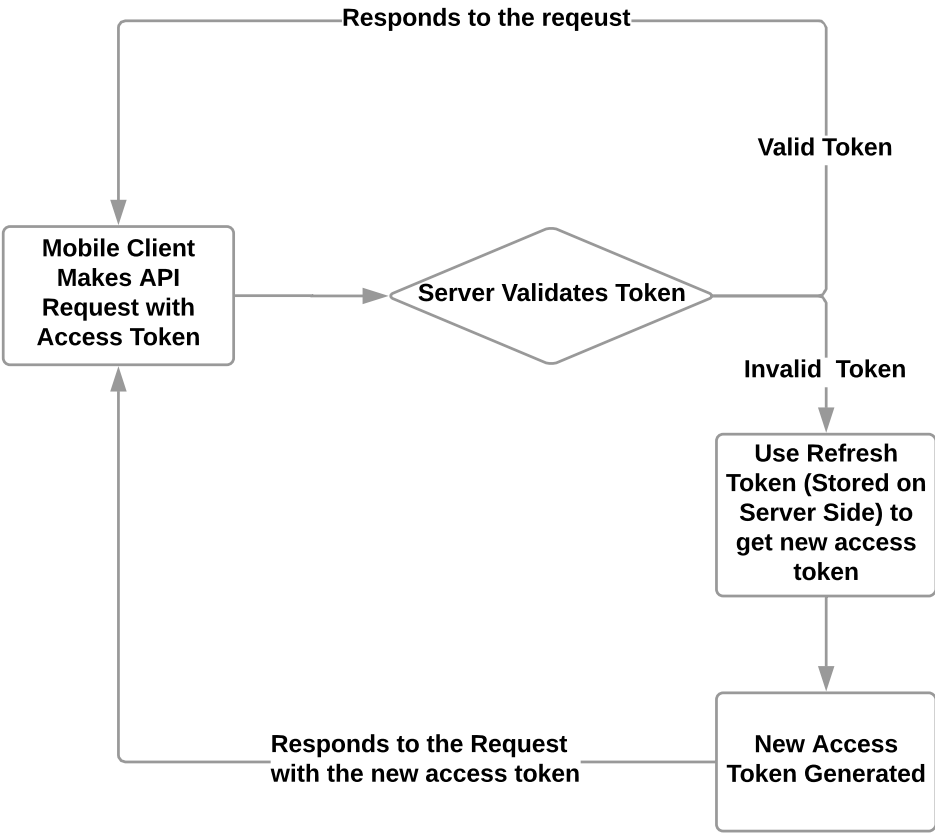 Responds to the reqeust
Valid Token
Mobile Client
Makes API
Request with
Access Token
Server Validates Token
Invalid Token
Use Refresh
Token (Stored on
Server Side) to
get new access
token
Responds to the Request
with the new access token
New Access
Token Generated